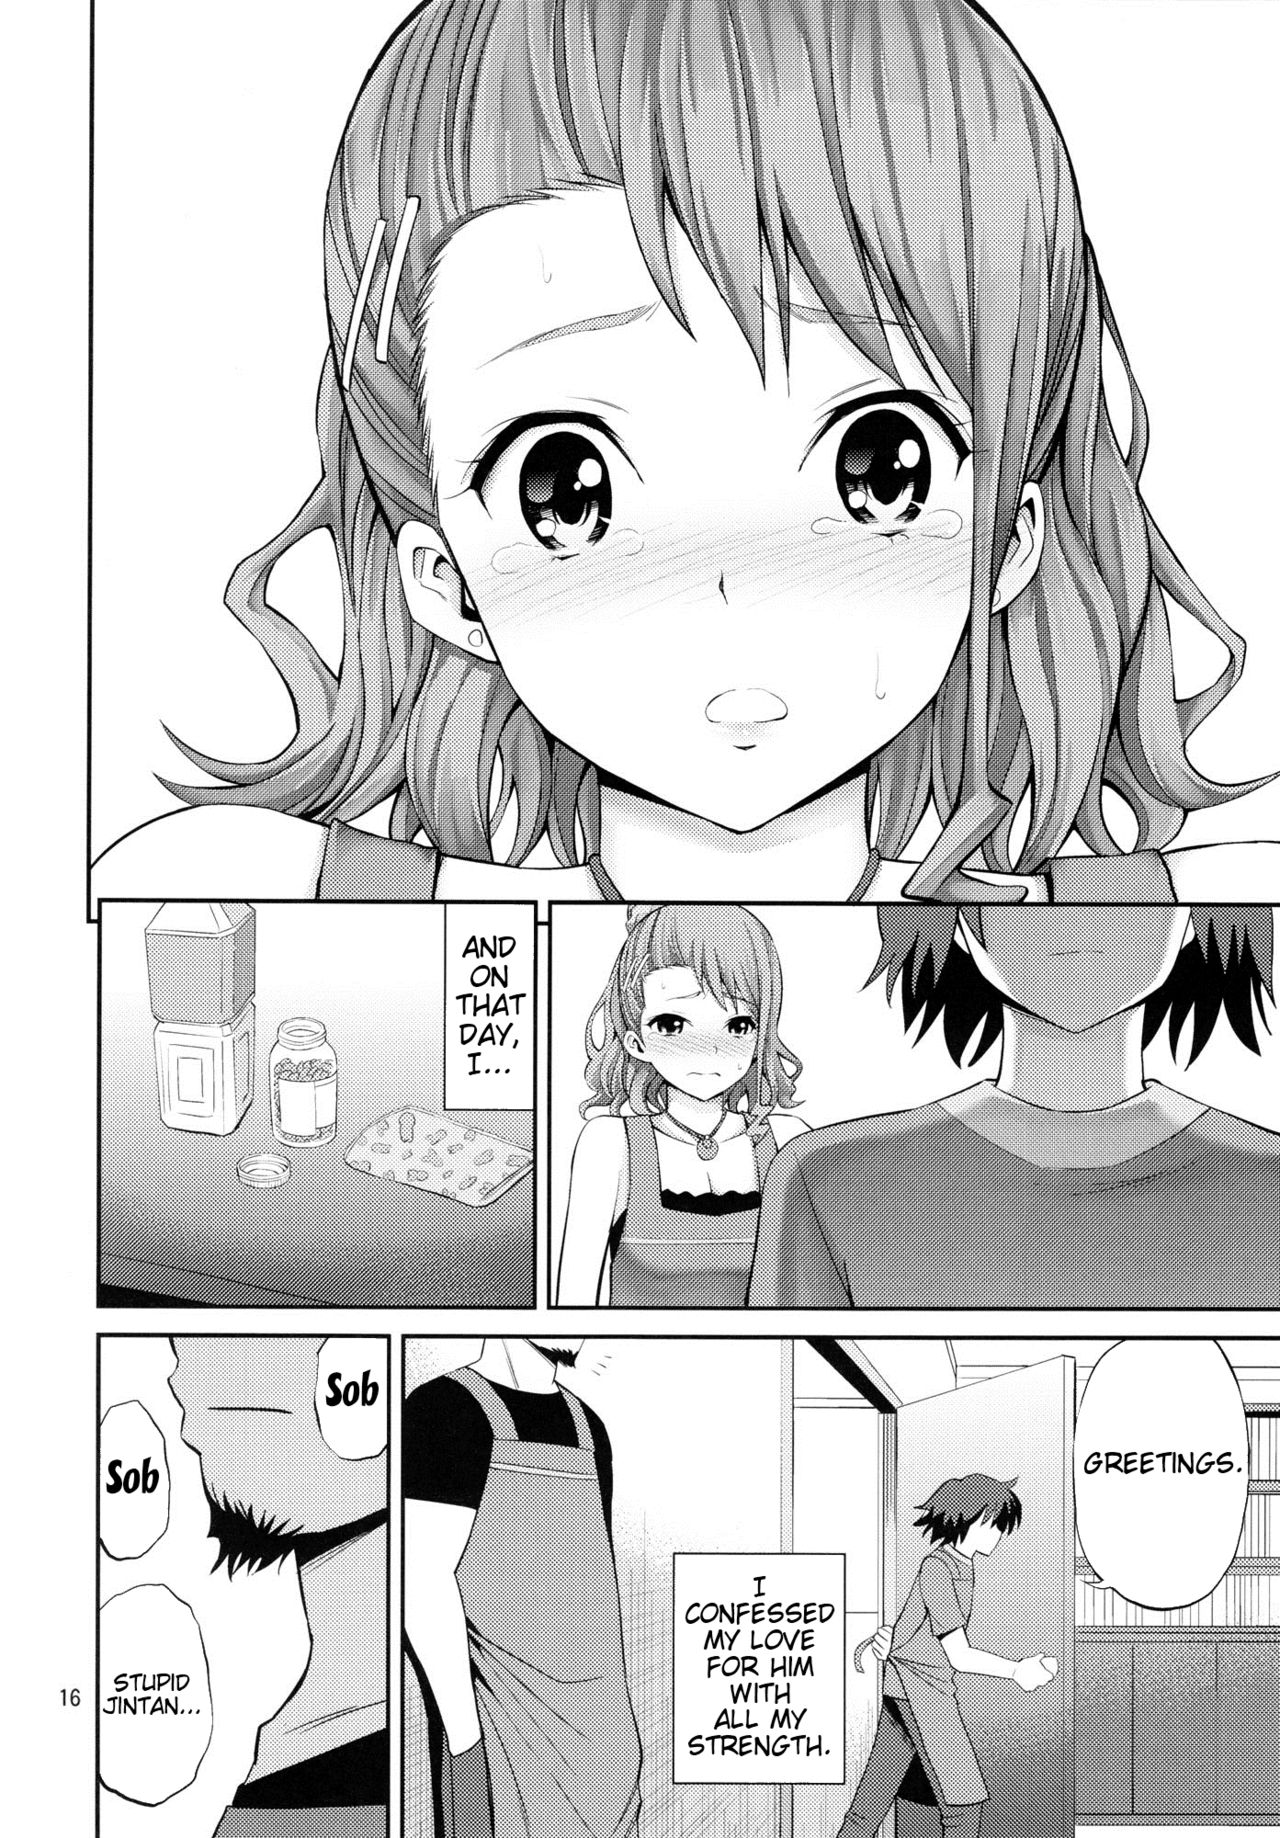 AND
ON
THAT
DAY,
I...
GREETINGS.
I
CONFESSED
MY LOVE
FOR HIM
WITH
ALL MY
STRENGTH.
Sob
Sob
STUPID
JINTAN...
16